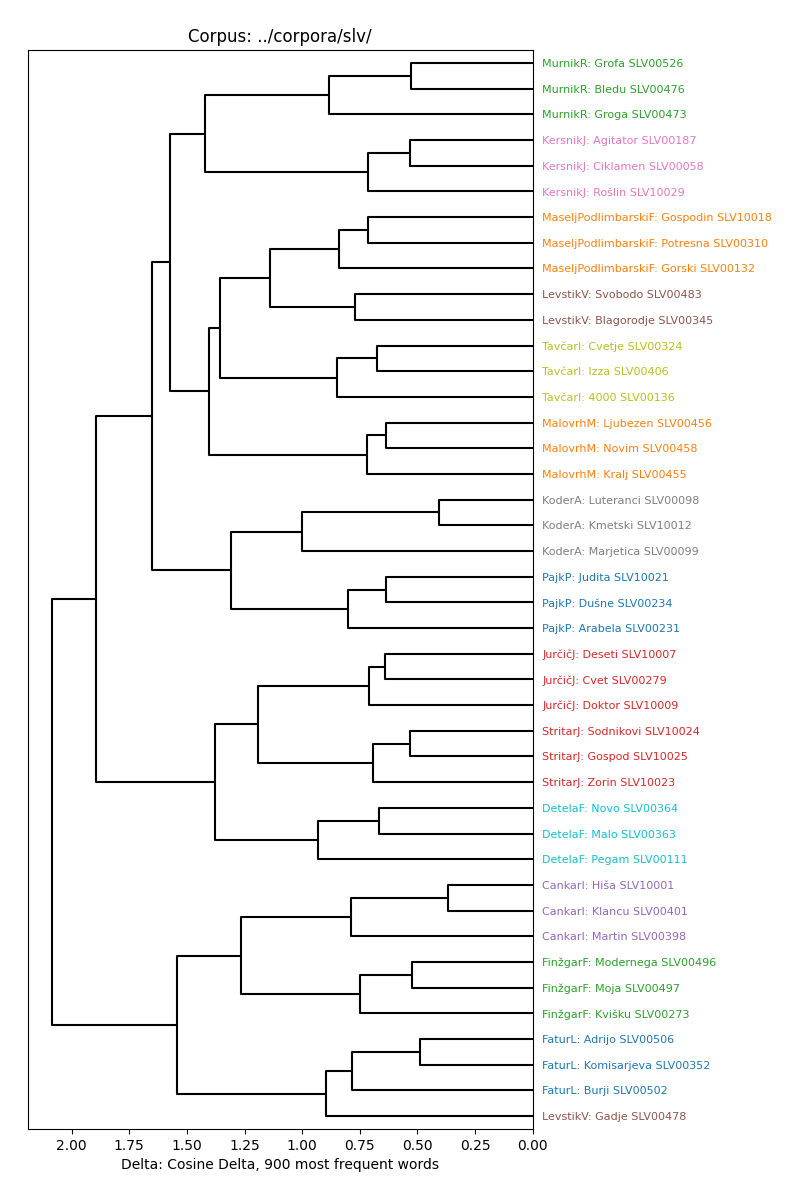 Corpus: ../corpora/slv/
MurnikR: Grofa SLV00526
MurnikR: Bledu SLV00476
MurnikR: Groga SLV00473
KersnikJ: Agitator SLV00187
KersnikJ: Ciklamen SLV00058
KersnikJ: Rošlin SLV10029
MaseljPodlimbarskiF: Gospodin SLV10018
MaseljPodlimbarskiF: Potresna SLV00310
MaseljPodlimbarskiF: Gorski SLV00132
LevstikV: Svobodo SLV00483
LevstikV: Blagorodje SLV00345
TavčarI: Cvetje SLV00324
TavčarI: Izza SLV00406
TavčarI: 4000 SLV00136
MalovrhM: Ljubezen SLV00456
MalovrhM: Novim SLV00458
MalovrhM: Kralj SLV00455
KoderA: Luteranci SLV00098
KoderA: Kmetski SLV10012
KoderA: Marjetica SLV00099
PajkP: Judita SLV10021
PajkP: Dušne SLV00234
PajkP: Arabela SLV00231
JurčičJ: Deseti SLV10007
JurčičJ: Cvet SLV00279
JurčičJ: Doktor SLV10009
StritarJ: Sodnikovi SLV10024
StritarJ: Gospod SLV10025
StritarJ: Zorin SLV10023
DetelaF: Novo SLV00364
DetelaF: Malo SLV00363
DetelaF: Pegam SLV00111
CankarI: Hiša SLV10001
CankarI: Klancu SLV00401
CankarI: Martin SLV00398
FinžgarF: Modernega SLV00496
FinžgarF: Moja SLV00497
FinžgarF: Kvišku SLV00273
FaturL: Adrijo SLV00506
FaturL: Komisarjeva SLV00352
FaturL: Burji SLV00502
LevstikV: Gadje SLV00478
2.00 1.75 1.50 1.25 1.00 0.75 0.50 0.25 0.00
Delta: Cosine Delta, 900 most frequent words